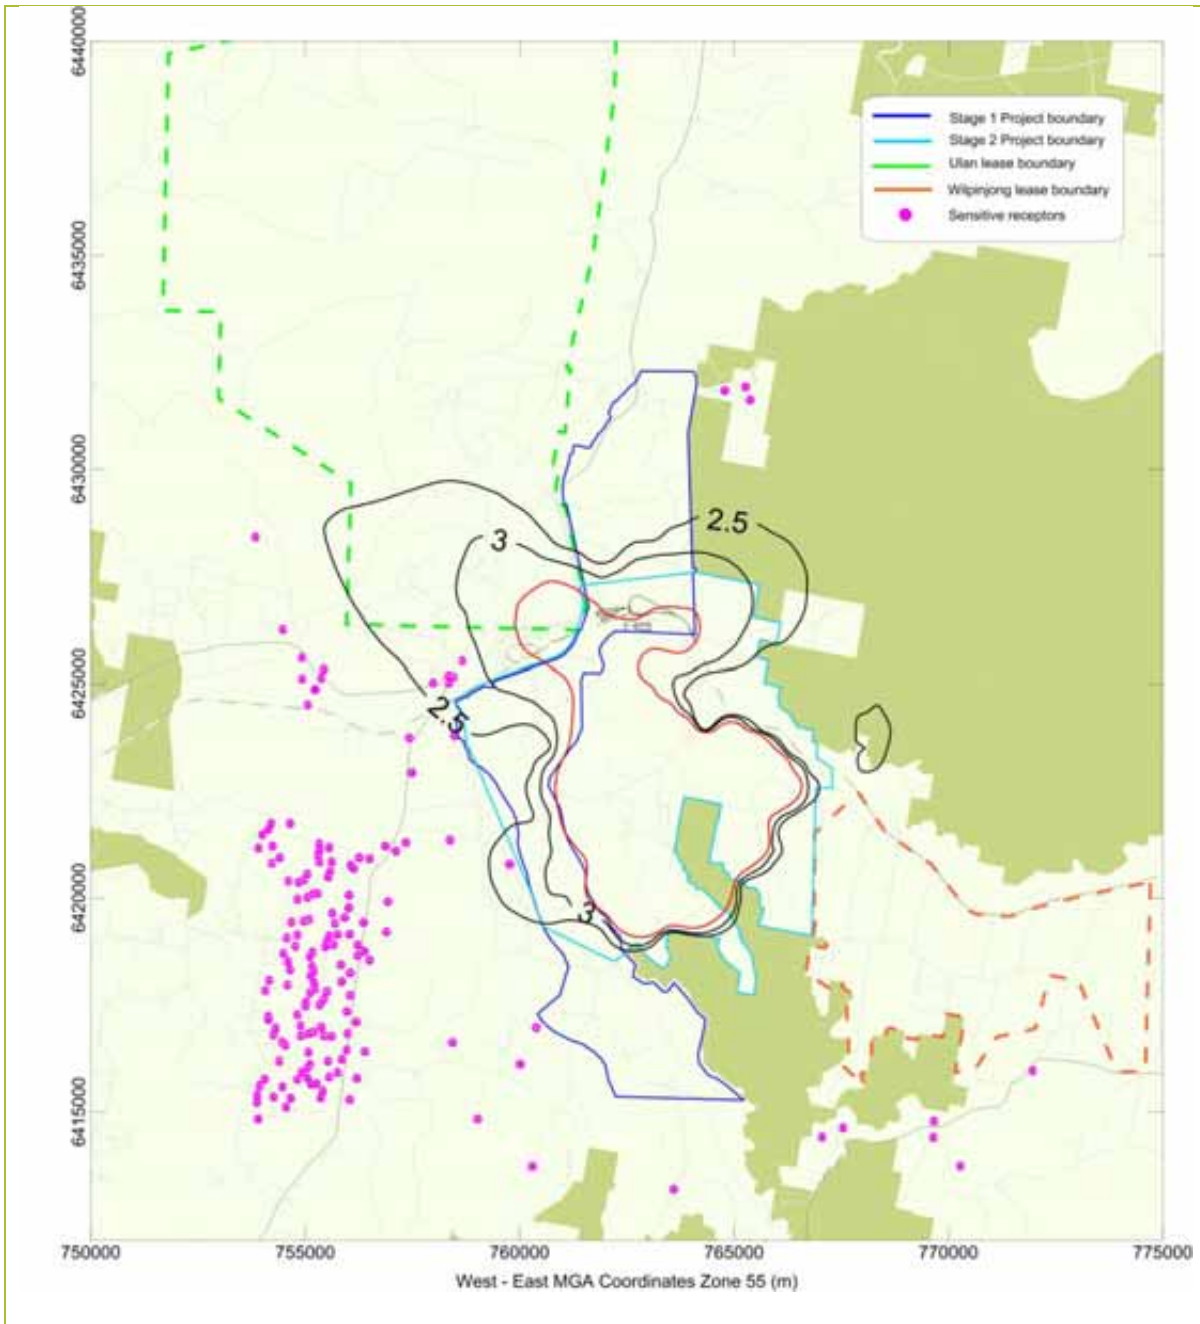 6440000
Stage 1 Project boundary
Stage 2 Project boundary
Ulan lease boundary
Wilpinjong lease boundary
Sensitive receptors
6435000
6430000
2.5
3
6425000
2.5
6420000
3
6415000
750000 755000 760000 765000 770000 775000
West - East MGA Coordinates Zone 55 (m)